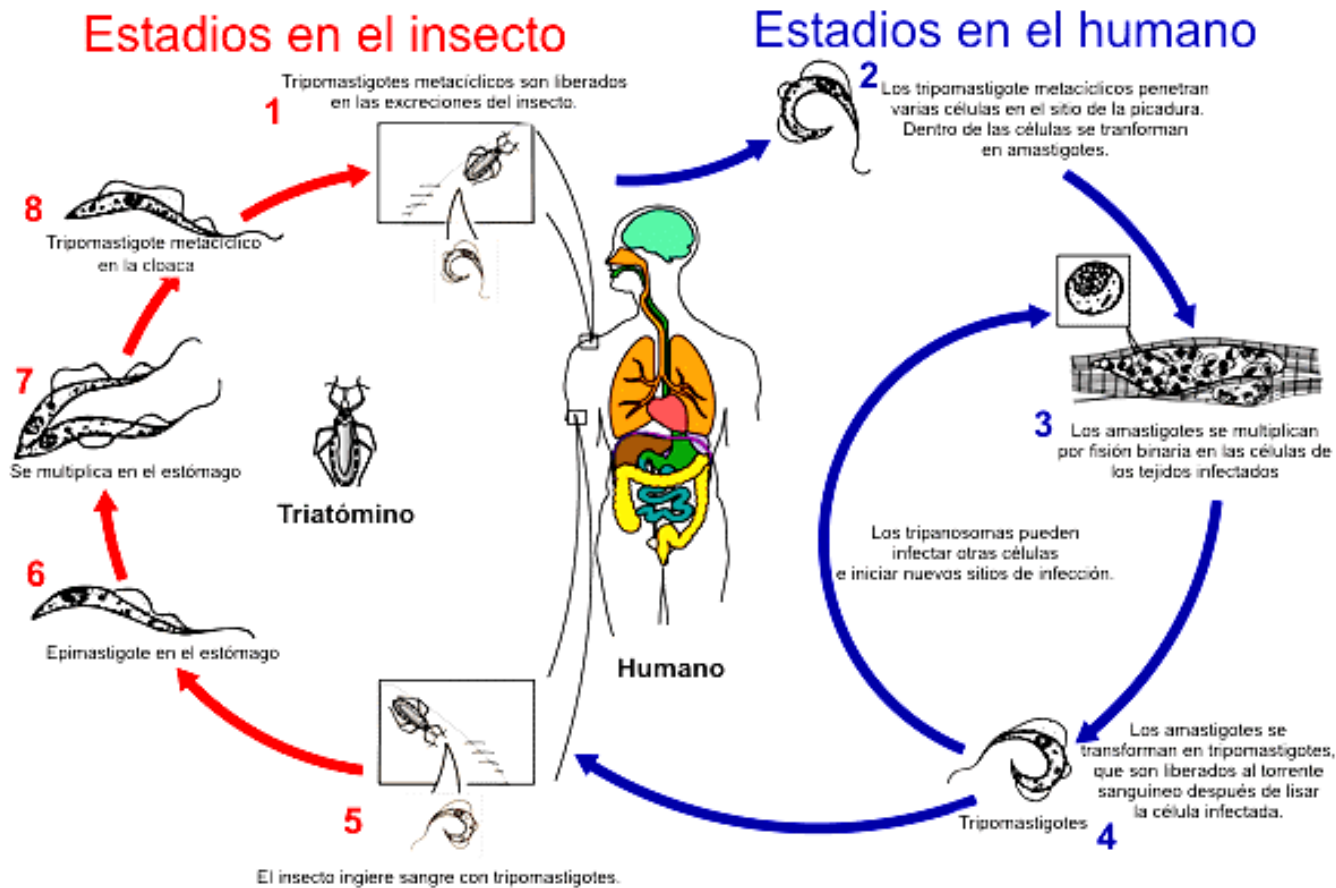 Estadios en el insecto
Estadios en el humano
1
Tripomastigotes metacíclicos son liberados
en las excreciones del insecto.
2
Los tripomastigote metacíclicos penetran
varias células en el sitio de la picadura.
Dentro de las células se tranforman
en amastigotes.
8
Tripomastigote metacíclico
en la cloaca
7
Se multiplica en el estómago
Triatómino
3
Los amastigotes se multiplican
por fisión binaria en las células de
los tejidos infectados
Los tripanosomas pueden
infectar otras células
e iniciar nuevos sitios de infección.
6
Epimastigote en el estómago
Humano
Los amastigotes se
transforman en tripomastigotes,
que son liberados al torrente
sanguíneo después de lisar
la célula infectada.
Tripomastigotes
4
5
El insecto ingiere sangre con tripomastigotes.